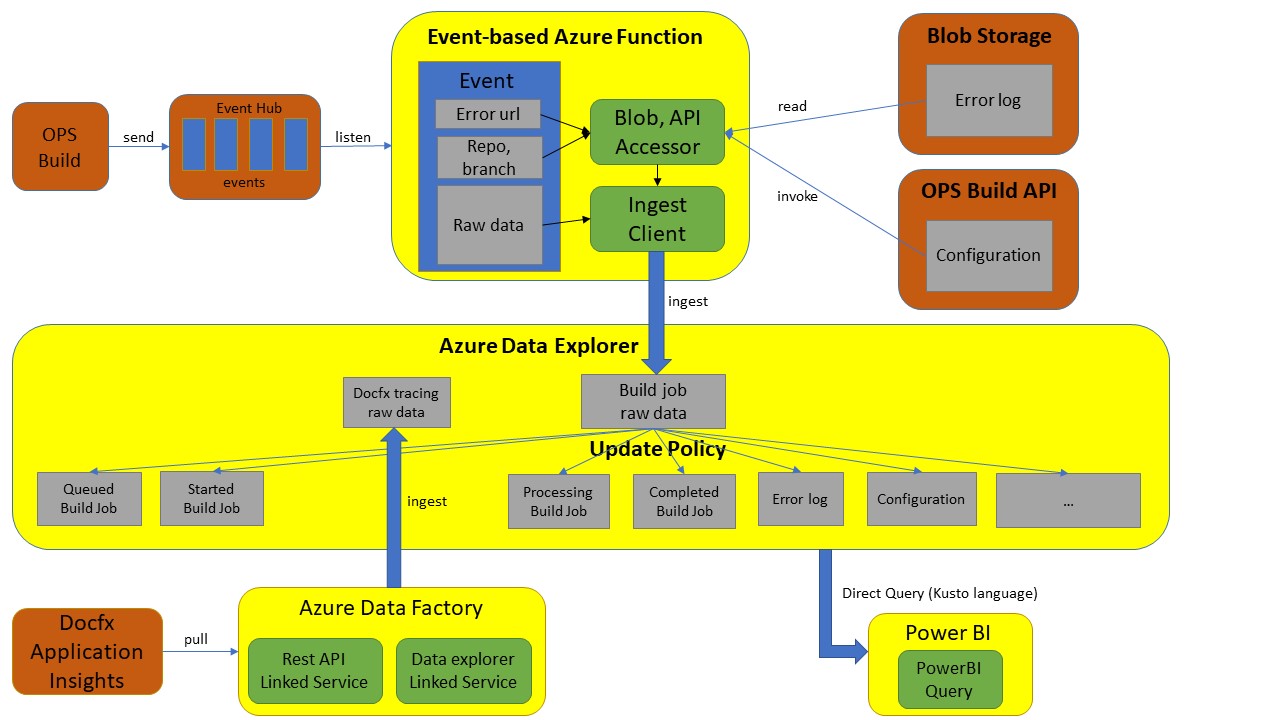 Event-based Azure Function
Blob Storage
Event
Error log
Error url
Event Hub
Blob, API
Accessor
read
OPS
Build
send
listen
Repo,
branch
events
OPS Build API
invoke
Ingest
Client
Raw data
Configuration
ingest
Azure Data Explorer
Docfx tracing
raw data
Build job
raw data
Update Policy
Queued
Build Job
Started
Build Job
Processing
Build Job
Completed
Build Job
Error log
Configuration
...
ingest
Direct Query (Kusto language)
Azure Data Factory
Docfx
Application
Insights
pull
Rest API
Linked Service
Data explorer
Linked Service
Power BI
PowerBI
Query